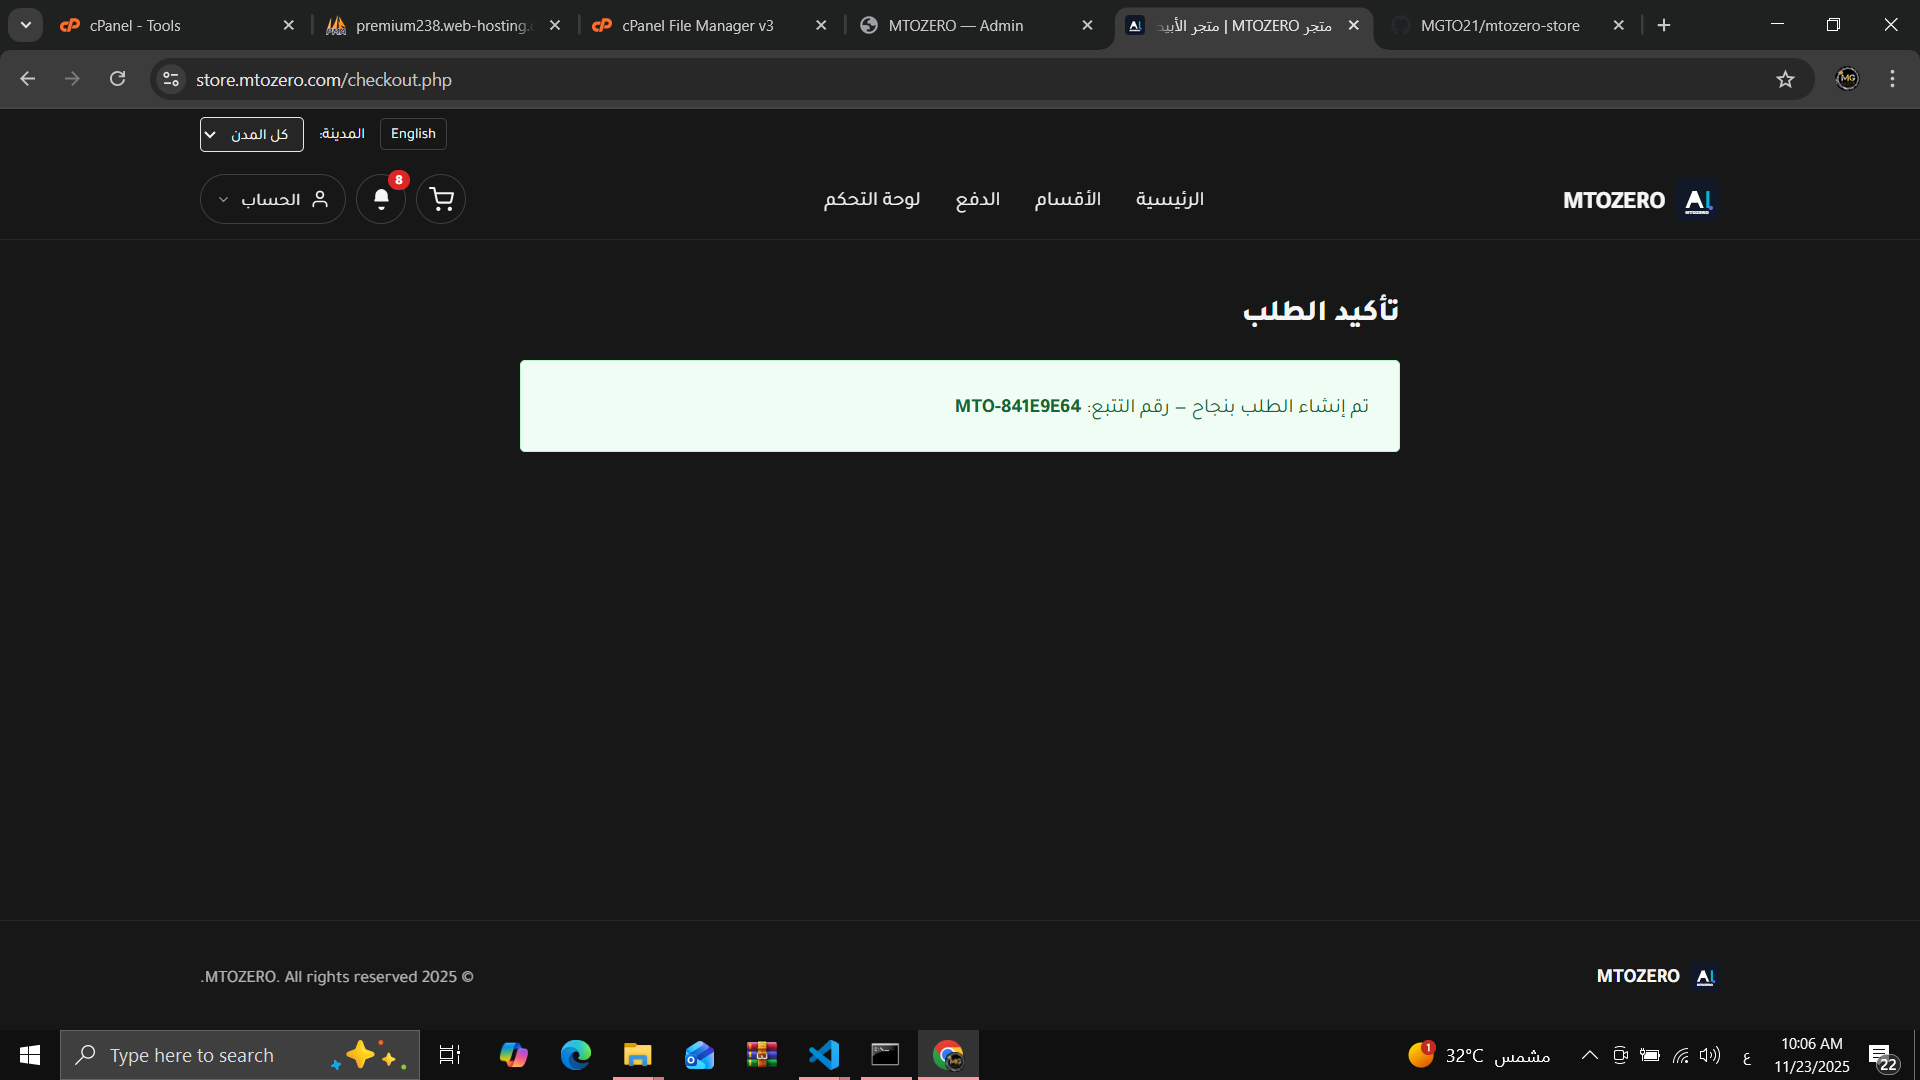 cPanel - Tools
premium238.web-hosting.
cPanel File Manager v3
MTOZERO — Admin
متجر MTOZERO | متجر الأبيض
MGTO21/mtozero-store
store.mtozero.com/checkout.php
English
المدينة:
كل المدن
MTOZERO
الرئيسية
الأقسام
الدفع
لوحة التحكم
8
الحساب
تأكيد الطلب
تم إنشاء الطلب بنجاح – رقم التتبع: MTO-841E9E64
MTOZERO
© 2025 MTOZERO. All rights reserved.
Type here to search
1
32°C مشمس
ع
10:06 AM
11/23/2025
22